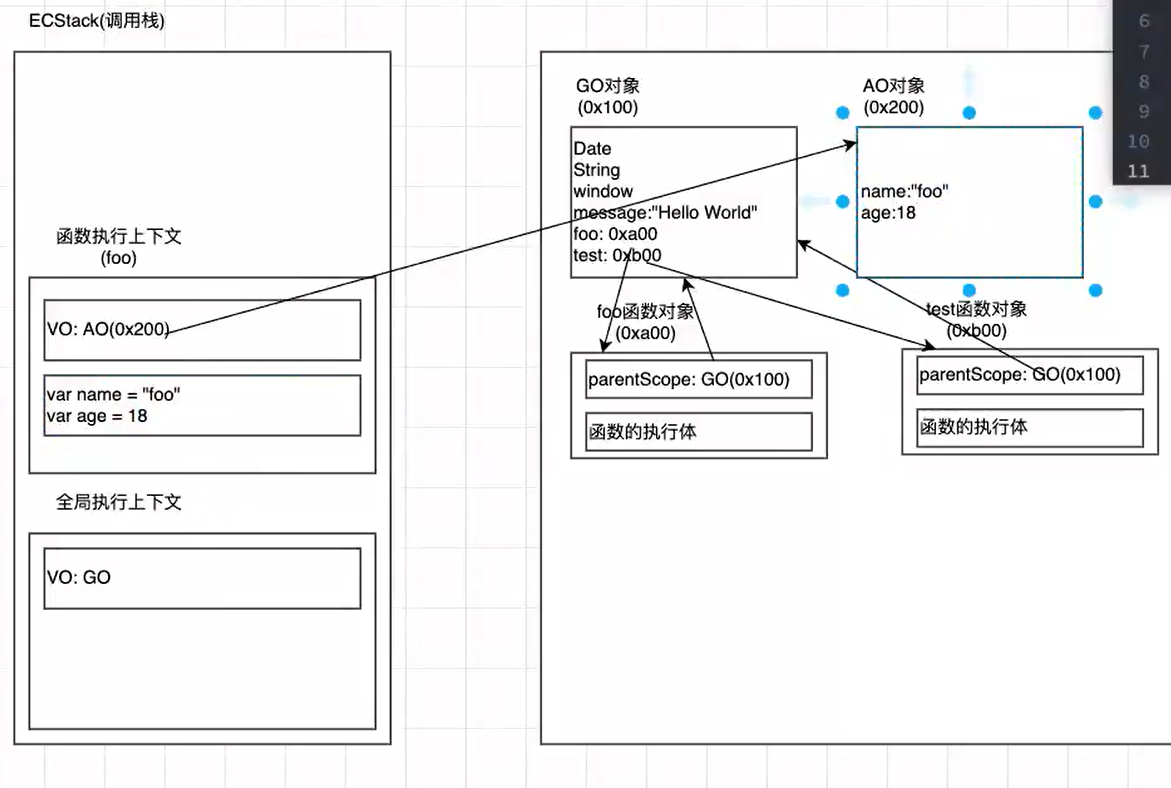 ECStack(调用栈)
函数执行上下文
(foo)
VO: AO(0x200)
var name = "foo"
var age = 18
全局执行上下文
VO: GO
GO对象
(0x100)
Date
String
window
message:"Hello World"
foo: 0xa00
test: 0xb00
AO对象
(0x200)
name:"foo"
age:18
foo函数对象
(0xa00)
parentScope: GO(0x100)
函数的执行体
test函数对象
(0xb00)
parentScope: GO(0x100)
函数的执行体
6
7
8
9
10
11